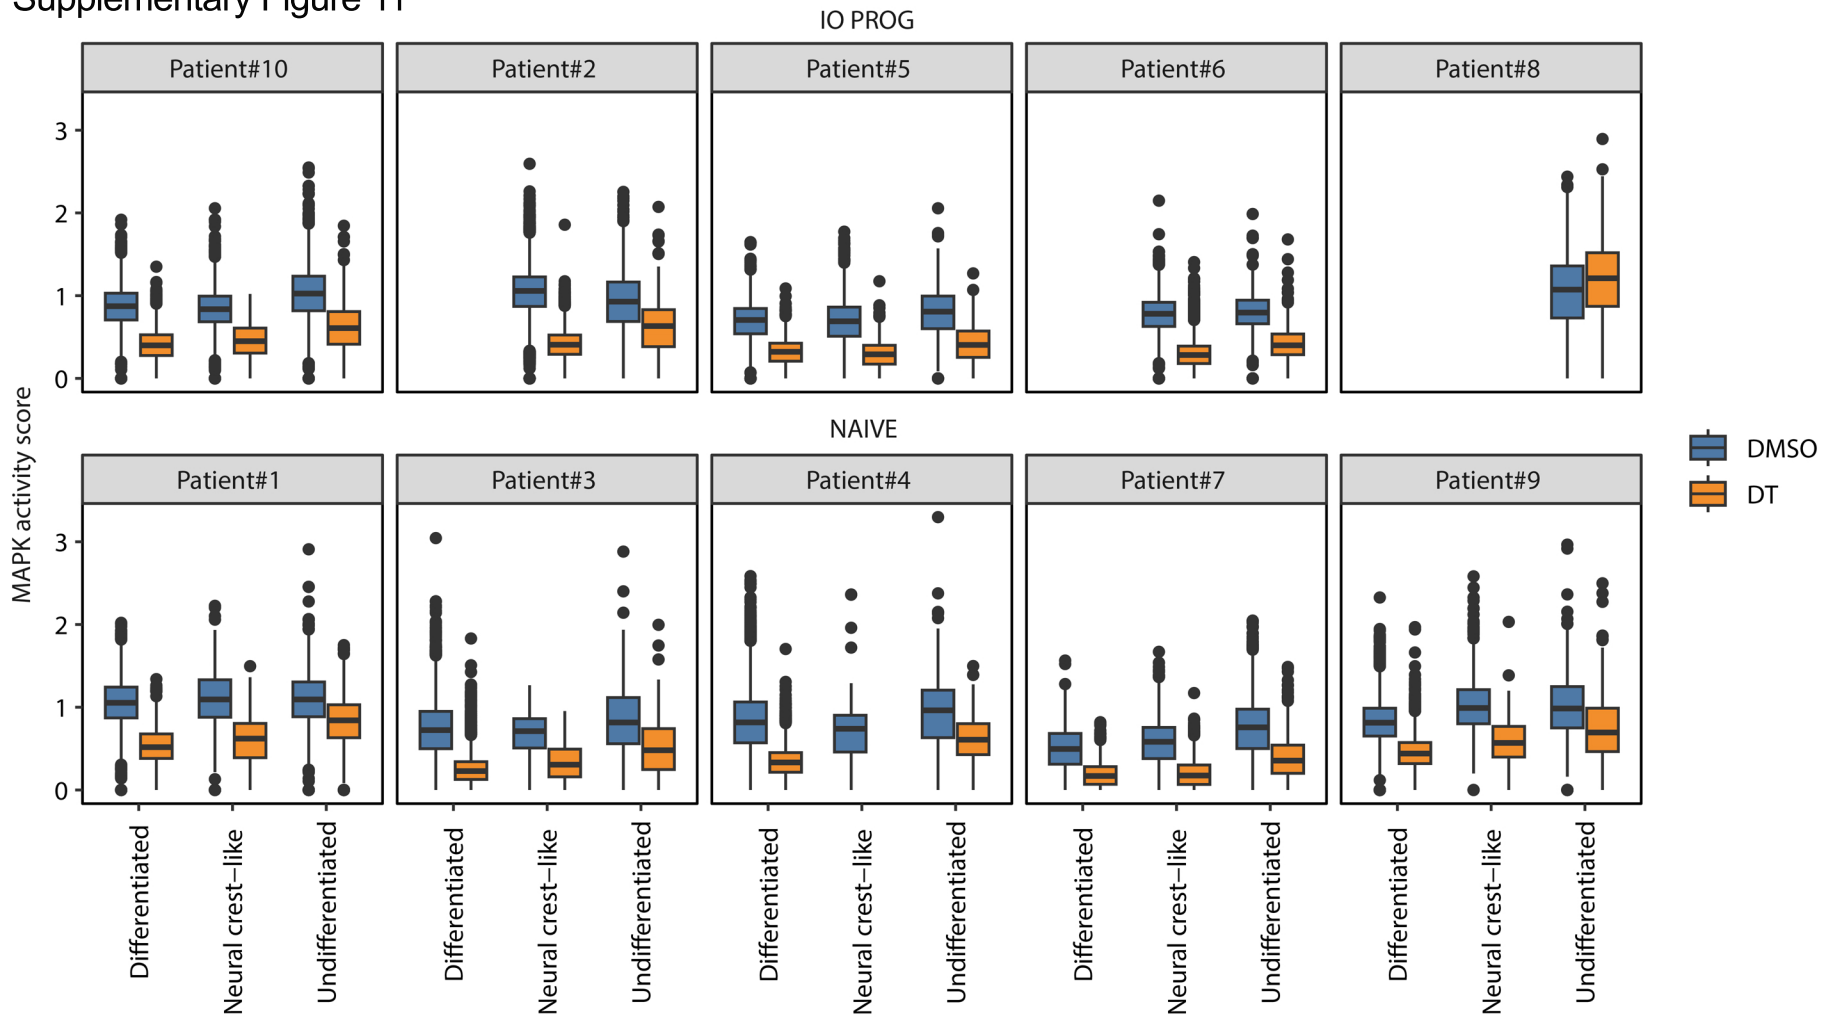 Supplementary Figure 11
IO PROG
Patient#10 Patient#2 Patient#5 Patient#6 Patient#8
3
2
1
0
NAIVE
MAPK activity score
Patient#1 Patient#3 Patient#4 Patient#7 Patient#9
3
2
1
0
DMSO
DT
Differentiated
Neural crest–like
Undifferentiated
Differentiated
Neural crest–like
Undifferentiated
Differentiated
Neural crest–like
Undifferentiated
Differentiated
Neural crest–like
Undifferentiated
Differentiated
Neural crest–like
Undifferentiated